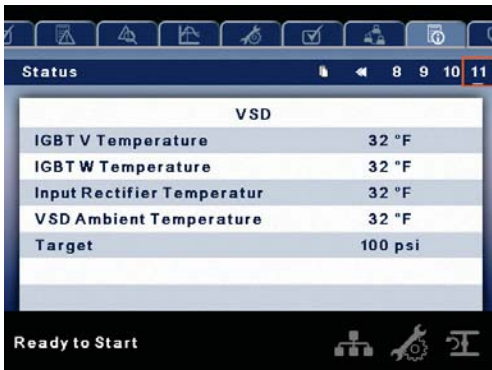 Status 8 9 10 11
VSD
IGBT V Temperature 32 °F
IGBT W Temperature 32 °F
Input Rectifier Temperatur 32 °F
VSD Ambient Temperature 32 °F
Target 100 psi
Ready to Start